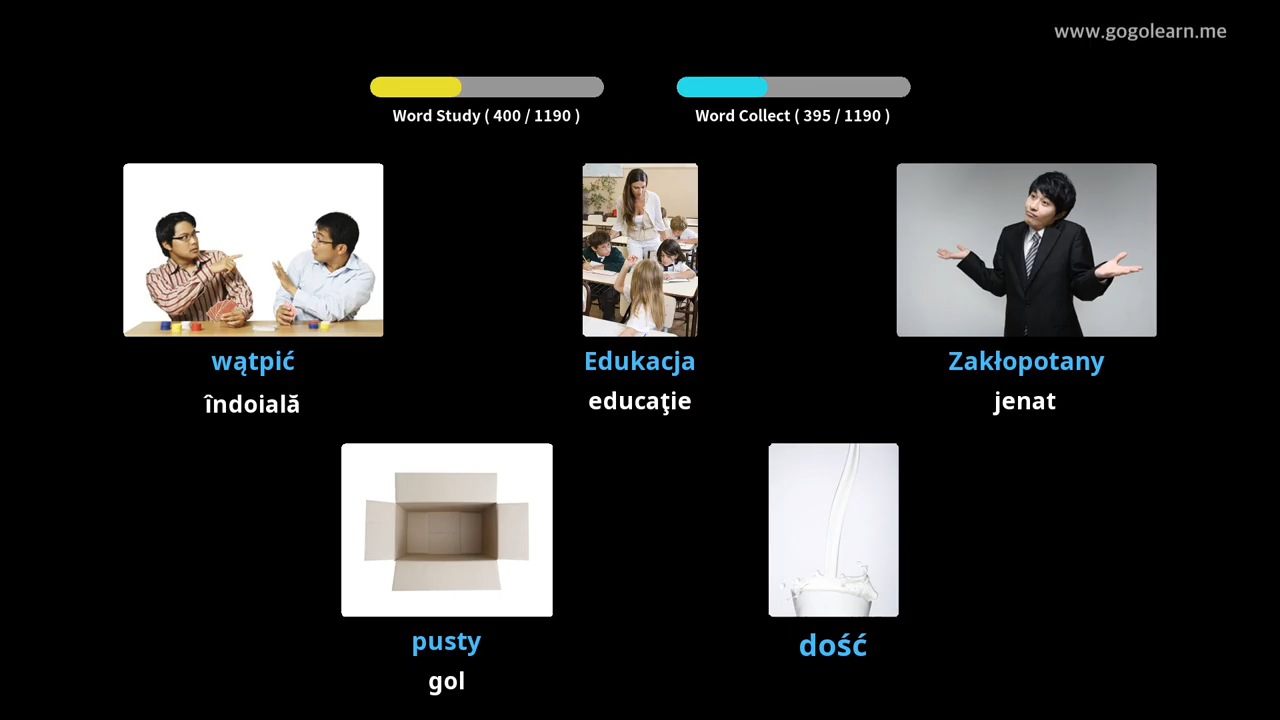 www.gogolearn.me
Word Study ( 400 / 1190 )
Word Collect ( 395 / 1190 )
wątpić
îndoială
Edukacja
educaţie
Zakłopotany
jenat
pusty
gol
dość